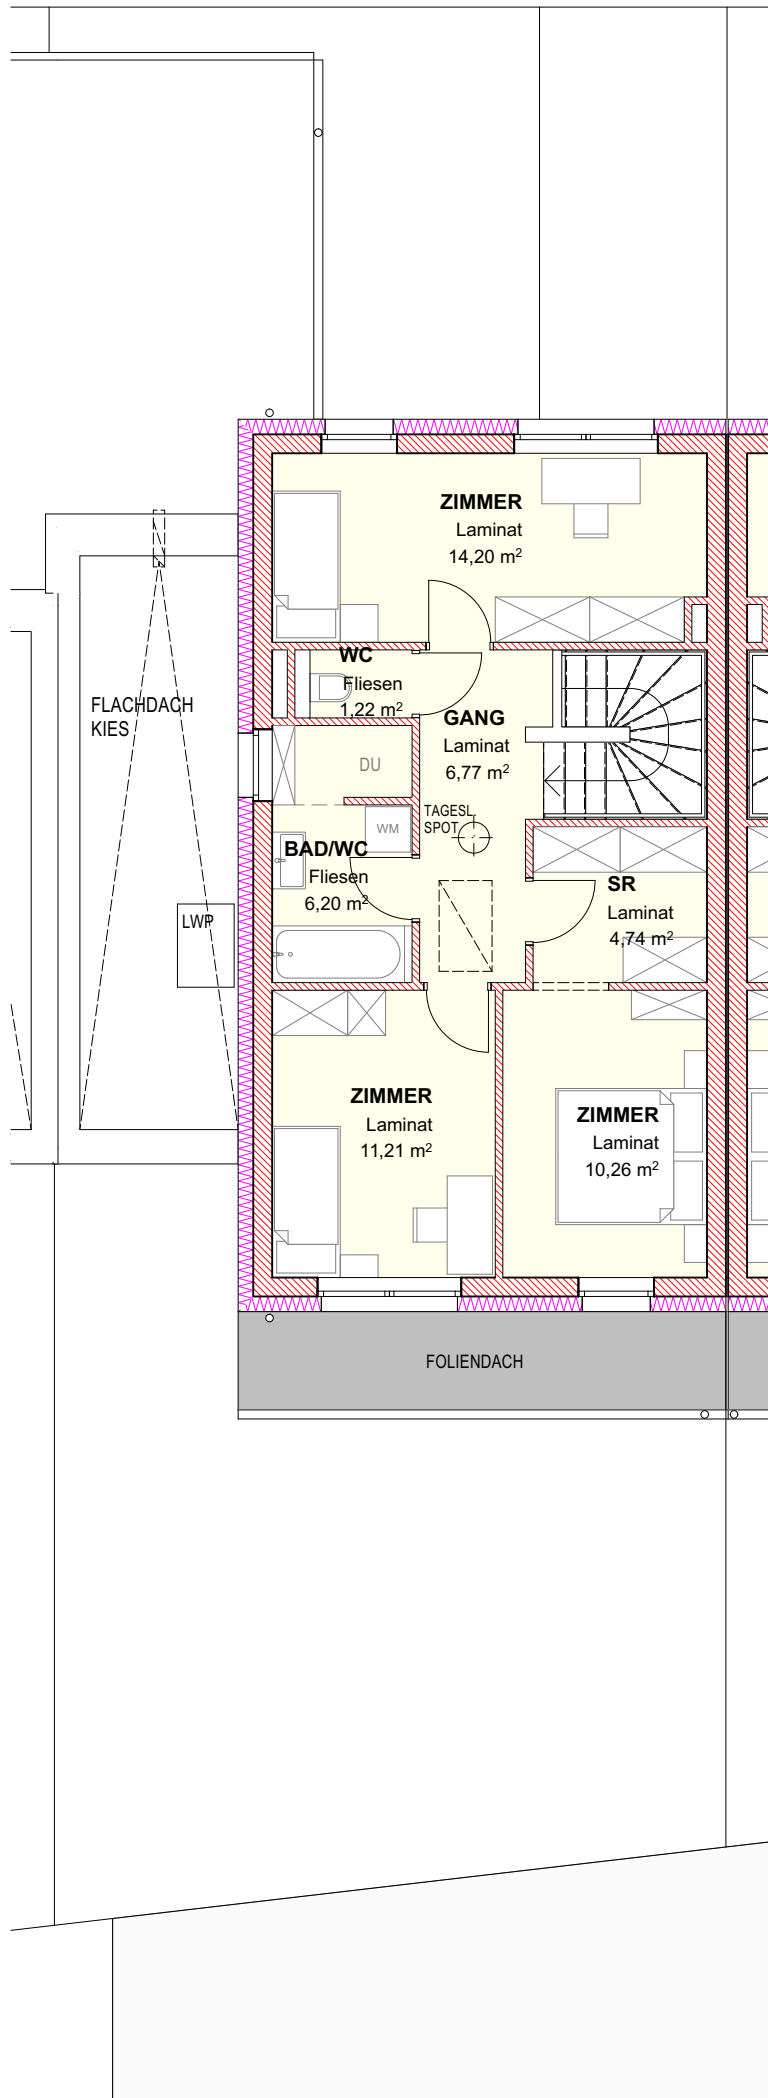 ZIMMER
Laminat
14,20 m²
WC
Fliesen
1,22 m²
FLACHDACH
KIES
GANG
Laminat
6,77 m²
DU
TAGESL.
SPOT
WM
BAD/WC
Fliesen
6,20 m²
SR
Laminat
4,74 m²
LWP
ZIMMER
Laminat
11,21 m²
ZIMMER
Laminat
10,26 m²
FOLIENDACH